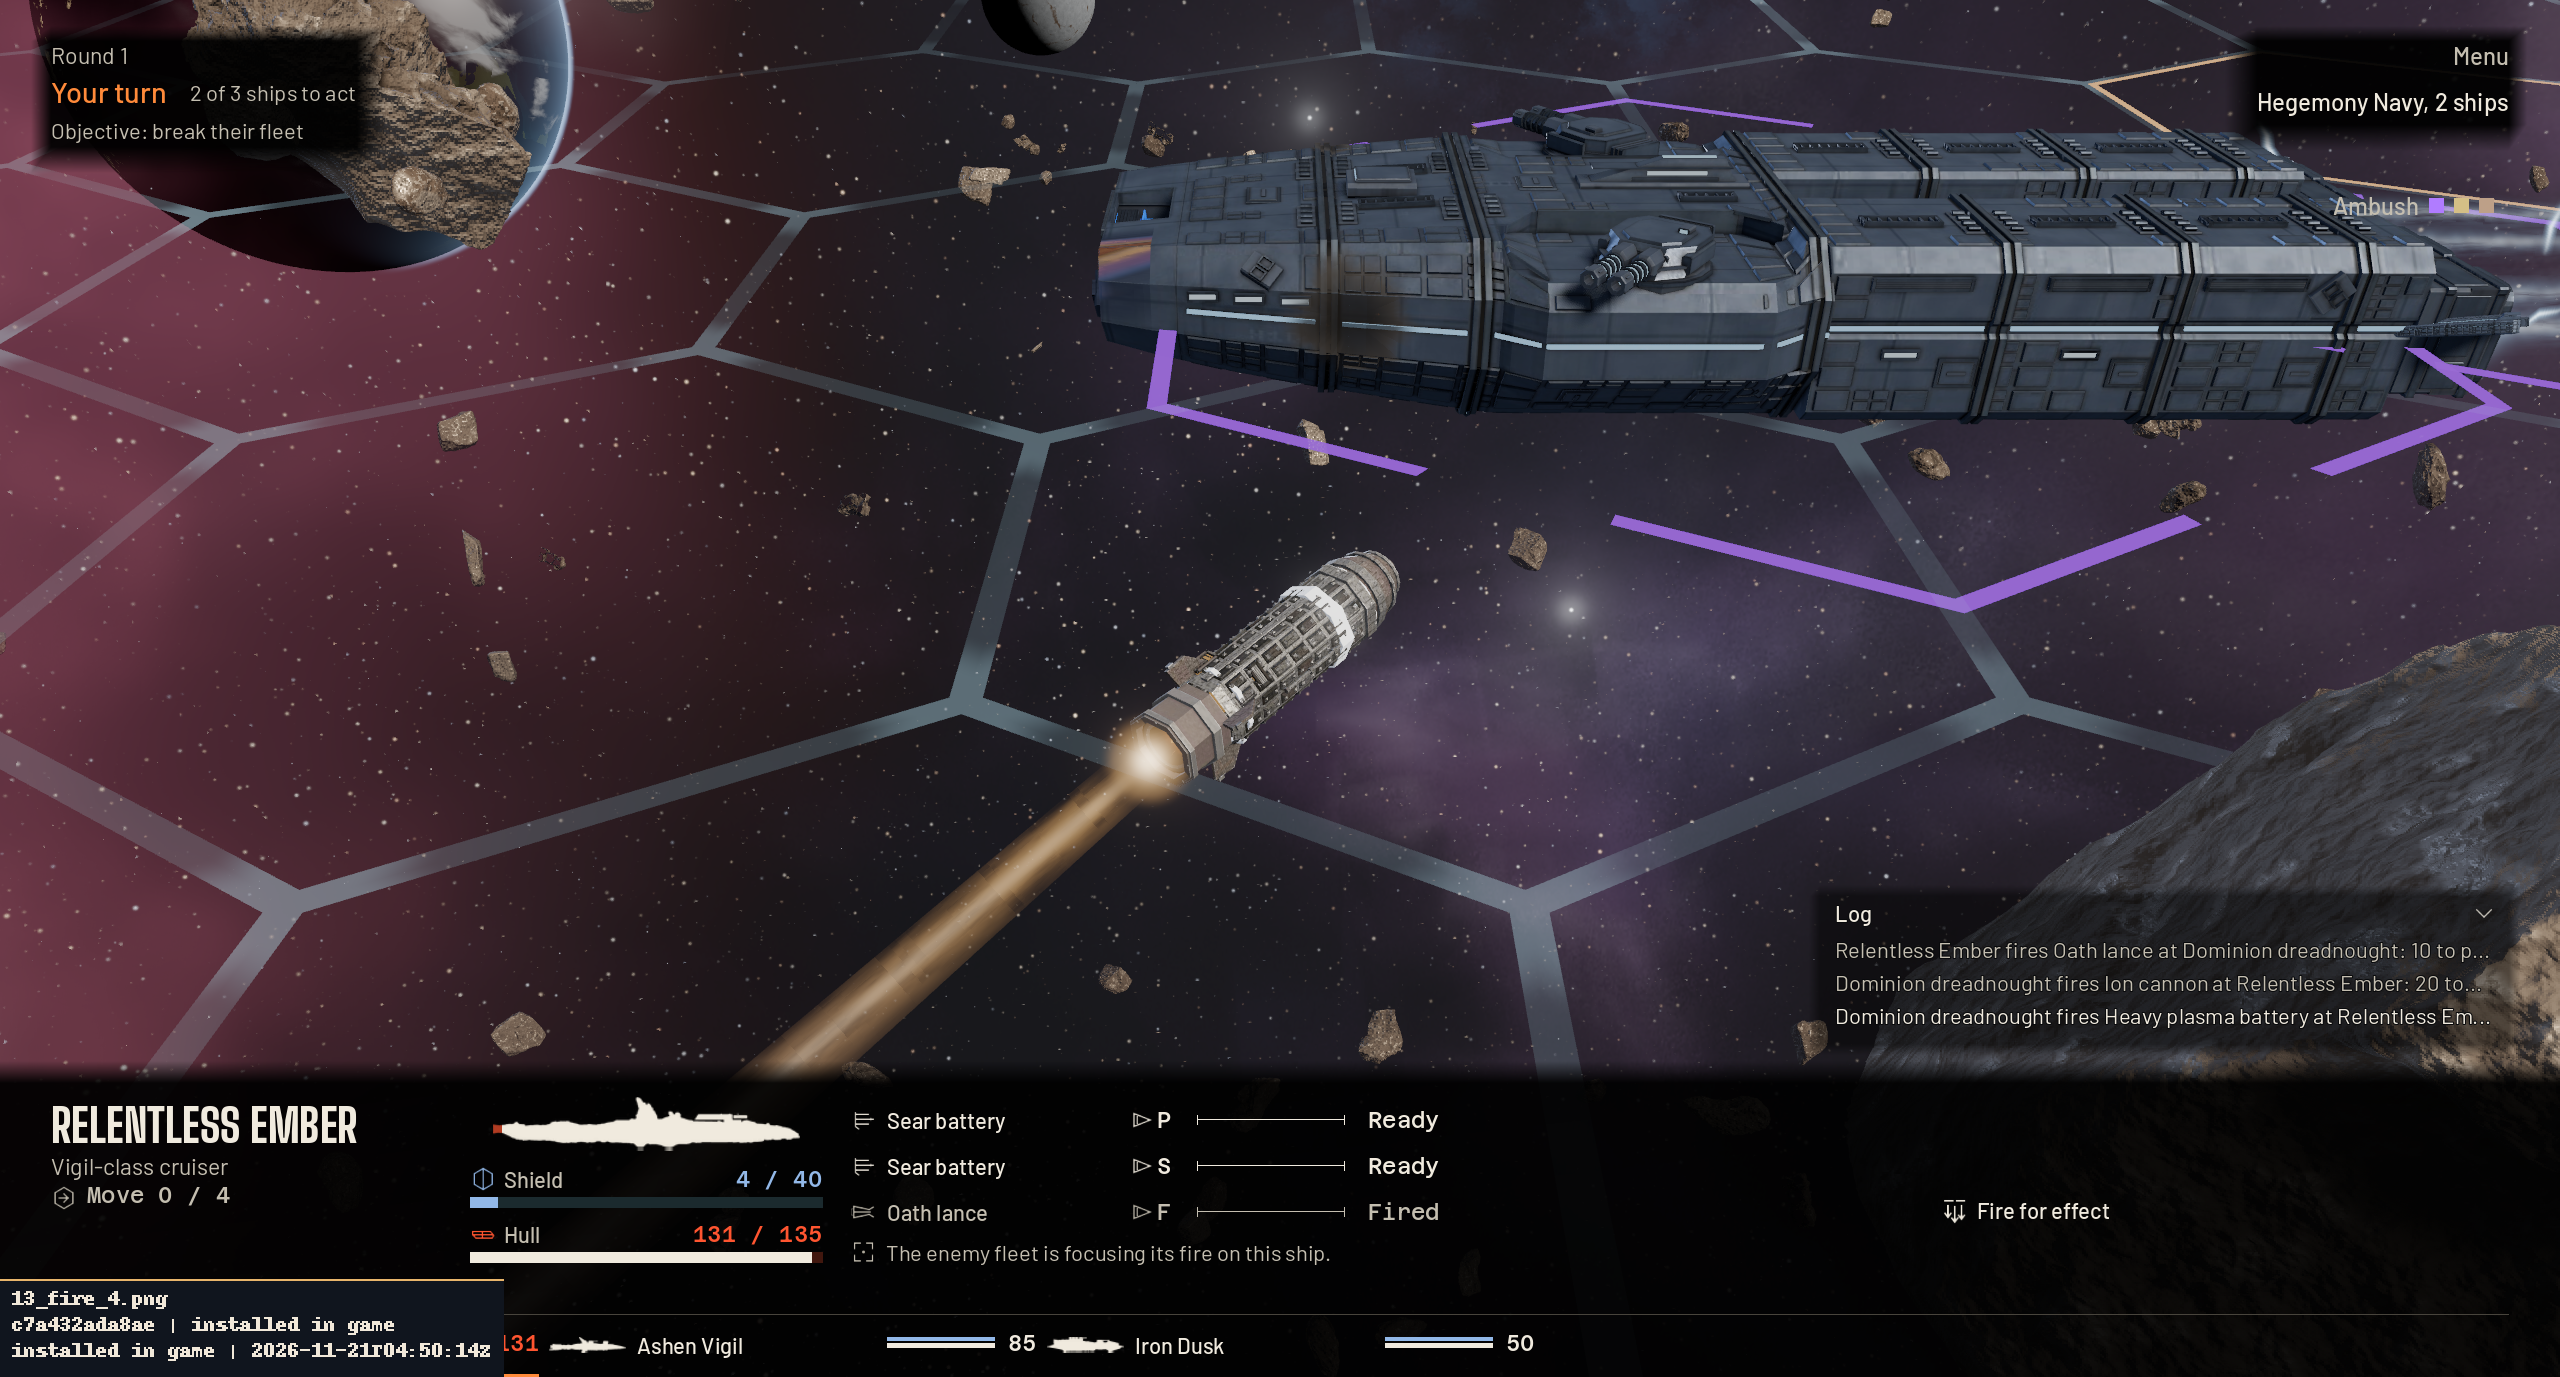 Round 1
Your turn 2 of 3 ships to act
Objective: break their fleet
Menu
Hegemony Navy, 2 ships
Ambush
Log
Relentless Ember fires Oath lance at Dominion dreadnought: 10 to p...
Dominion dreadnought fires Ion cannon at Relentless Ember: 20 to...
Dominion dreadnought fires Heavy plasma battery at Relentless Em...
RELENTLESS EMBER
Vigil-class cruiser
Move 0 / 4
Shield 4 / 40
Hull 131 / 135
Sear battery P Ready
Sear battery S Ready
Oath lance F Fired
The enemy fleet is focusing its fire on this ship.
Fire for effect
13_fire_4.png
c7a432ada8ae | installed in game
installed in game | 2026-11-21T04:50:14Z
131 Ashen Vigil 85 Iron Dusk 50